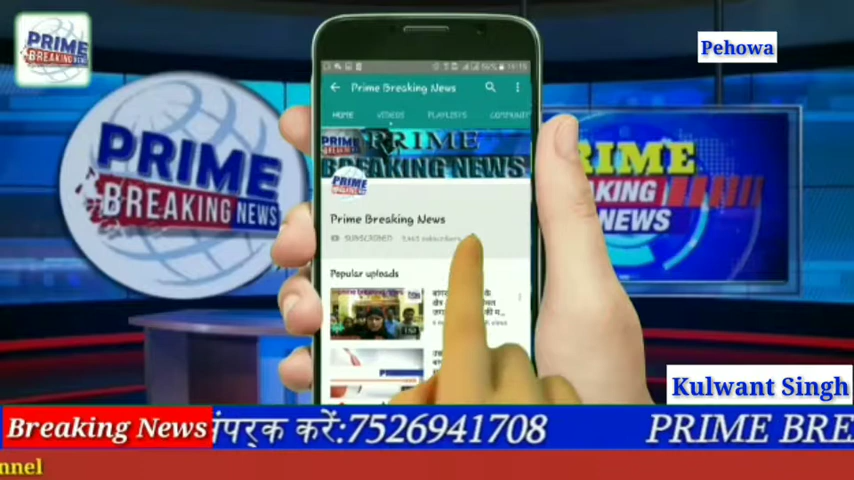 PRIME
BREAKING NEWS
Pehowa
Prime Breaking News
HOME VIDEOS PLAYLISTS COMMUNIT
PRIME
BREAKING NEWS
PRIME
BREAKING NEWS
PRIME
BREAKING NEWS
Prime Breaking News
SUBSCRIBED
Popular uploads
Kulwant Singh
Breaking News संपर्क करें:7526941708 PRIME BRE
nnel